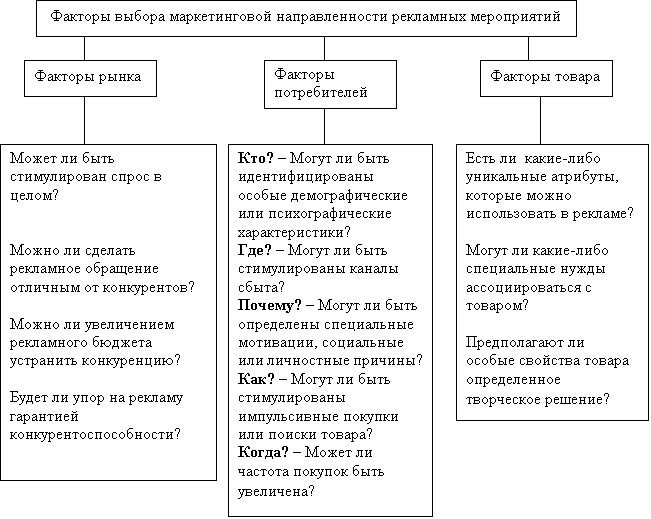 Факторы выбора маркетинговой направленности рекламных мероприятий
Факторы рынка
Факторы
потребителей
Факторы товара
Может ли быть
стимулирован спрос в
целом?
Можно ли сделать
рекламное обращение
отличным от конкурентов?
Можно ли увеличением
рекламного бюджета
устранить конкуренцию?
Будет ли упор на рекламу
гарантией
конкурентоспособности?
Кто? – Могут ли быть
идентифицированы
особые демографические
или психографические
характеристики?
Где? – Могут ли быть
стимулированы каналы
сбыта?
Почему? – Могут ли быть
определены специальные
мотивации, социальные
или личностные причины?
Как? – Могут ли быть
стимулированы
импульсивные покупки
или поиски товара?
Когда? – Может ли
частота покупок быть
увеличена?
Есть ли какие-либо
уникальные атрибуты,
которые можно
использовать в рекламе?
Могут ли какие-либо
специальные нужды
ассоциироваться с
товаром?
Предполагают ли
особые свойства товара
определенное
творческое решение?